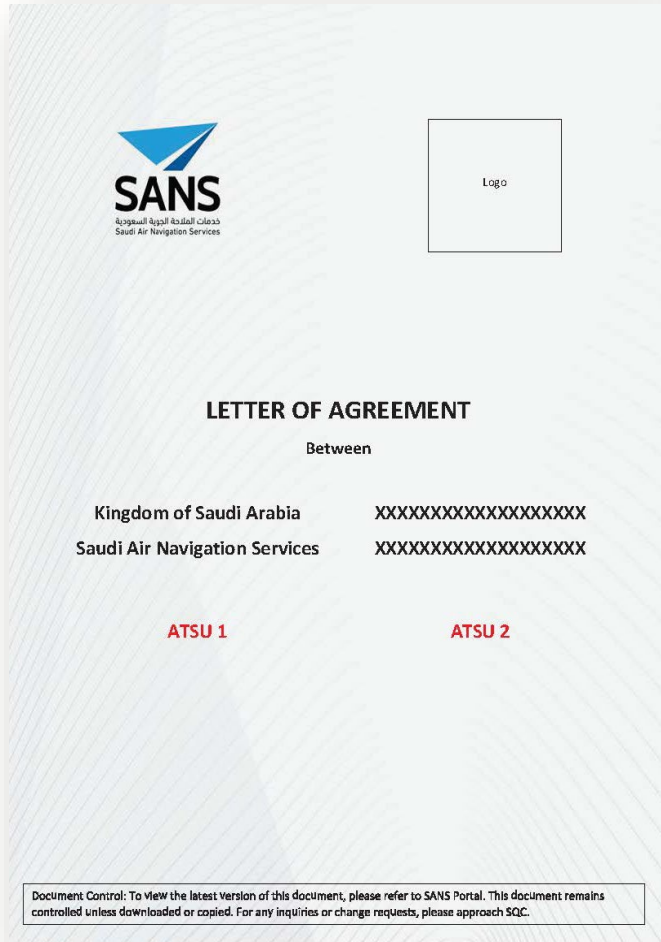 SANS
خدمات الملاحة الجوية السعودية
Saudi Air Navigation Services
Logo
LETTER OF AGREEMENT
Between
Kingdom of Saudi Arabia XXXXXXXXXXXXXXXXXXX
Saudi Air Navigation Services XXXXXXXXXXXXXXXXXXX
ATSU 1 ATSU 2
Document Control: To view the latest version of this document, please refer to SANS Portal. This document remains
controlled unless downloaded or copied. For any inquiries or change requests, please approach SQC.